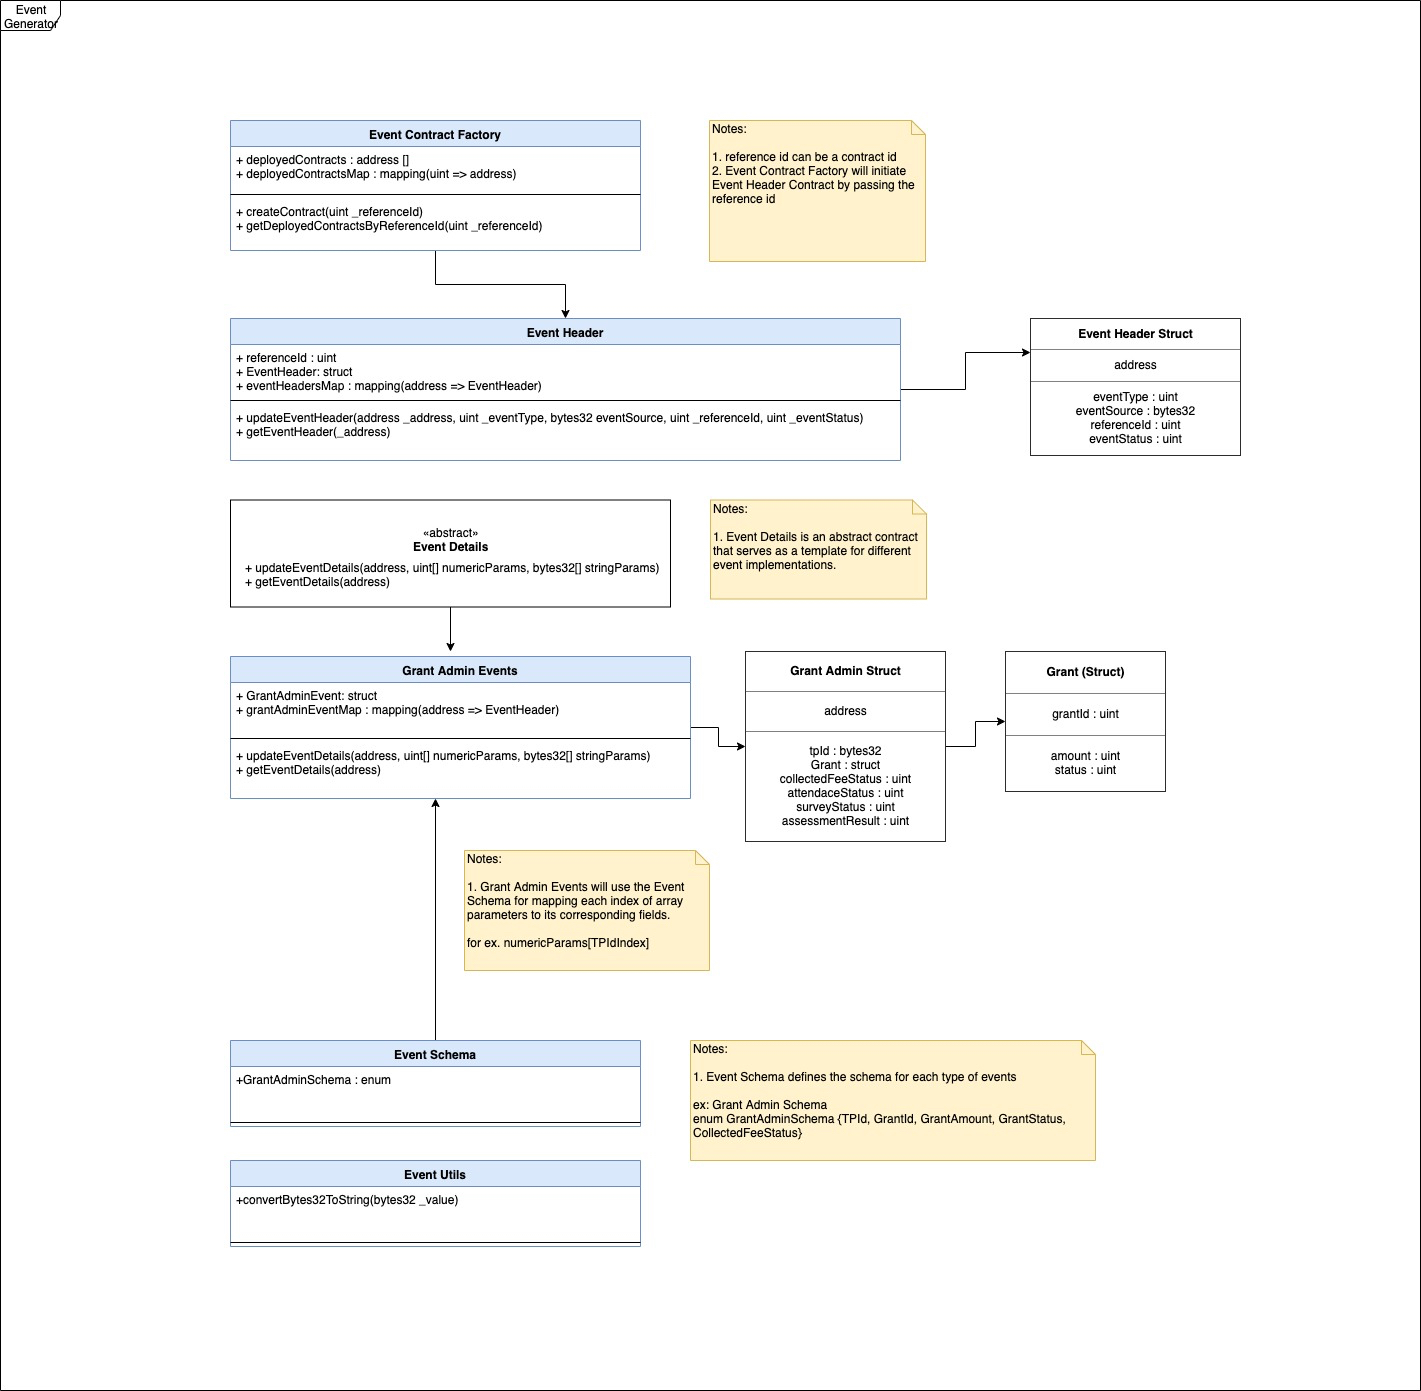 Event
Generator
Event Contract Factory
+ deployedContracts : address []
+ deployedContractsMap : mapping(uint => address)
+ createContract(uint _referenceId)
+ getDeployedContractsByReferenceId(uint _referenceId)
Notes:
1. reference id can be a contract id
2. Event Contract Factory will initiate
Event Header Contract by passing the
reference id
Event Header
+ referenceId : uint
+ EventHeader: struct
+ eventHeadersMap : mapping(address => EventHeader)
+ updateEventHeader(address _address, uint _eventType, bytes32 eventSource, uint _referenceId, uint _eventStatus)
+ getEventHeader(_address)
Event Header Struct
address
eventType : uint
eventSource : bytes32
referenceId : uint
eventStatus : uint
«abstract»
Event Details
+ updateEventDetails(address, uint[] numericParams, bytes32[] stringParams)
+ getEventDetails(address)
Notes:
1. Event Details is an abstract contract
that serves as a template for different
event implementations.
Grant Admin Events
+ GrantAdminEvent: struct
+ grantAdminEventMap : mapping(address => EventHeader)
+ updateEventDetails(address, uint[] numericParams, bytes32[] stringParams)
+ getEventDetails(address)
Grant Admin Struct
address
tpId : bytes32
Grant : struct
collectedFeeStatus : uint
attendaceStatus : uint
surveyStatus : uint
assessmentResult : uint
Grant (Struct)
grantId : uint
amount : uint
status : uint
Notes:
1. Grant Admin Events will use the Event
Schema for mapping each index of array
parameters to its corresponding fields.
for ex. numericParams[TPIdIndex]
Event Schema
+GrantAdminSchema : enum
Notes:
1. Event Schema defines the schema for each type of events
ex: Grant Admin Schema
enum GrantAdminSchema {TPId, GrantId, GrantAmount, GrantStatus,
CollectedFeeStatus}
Event Utils
+convertBytes32ToString(bytes32 _value)